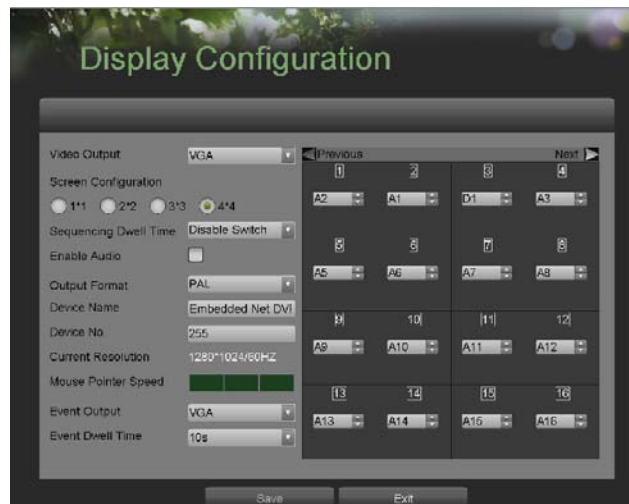 Display Configuration
Video Output VGA
Screen Configuration
1*1 2*2 3*3 4*4
Sequencing Dwell Time Disable Switch
Enable Audio
Output Format PAL
Device Name Embedded Net DVI
Device No. 255
Current Resolution 1280*1024/60HZ
Mouse Pointer Speed
Event Output VGA
Event Dwell Time 10s
Previous Next
1 2 3 4
A2 A1 D1 A3
5 6 7 8
A5 A6 A7 A8
9 10 11 12
A9 A10 A11 A12
13 14 15 16
A13 A14 A15 A16
Save Exit